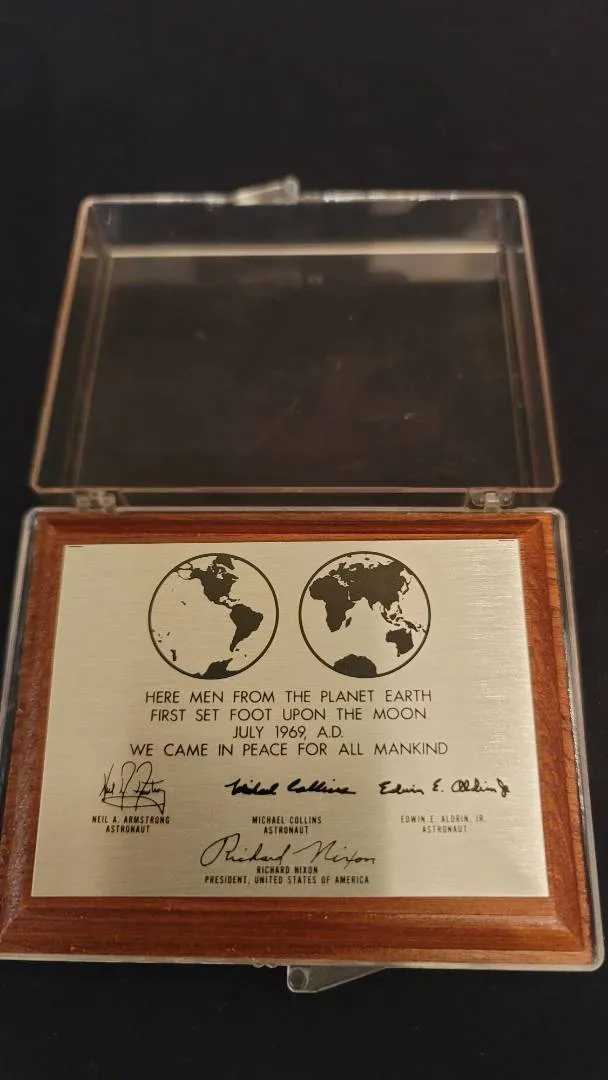 HERE MEN FROM THE PLANET EARTH
FIRST SET FOOT UPON THE MOON
JULY 1969, A.D.
WE CAME IN PEACE FOR ALL MANKIND
Neil A. Armstrong Michael Collins Edwin E. Aldrin Jr
NEIL A. ARMSTRONG MICHAEL COLLINS EDWIN E. ALDRIN, JR.
ASTRONAUT ASTRONAUT ASTRONAUT
Richard Nixon
RICHARD NIXON
PRESIDENT, UNITED STATES OF AMERICA